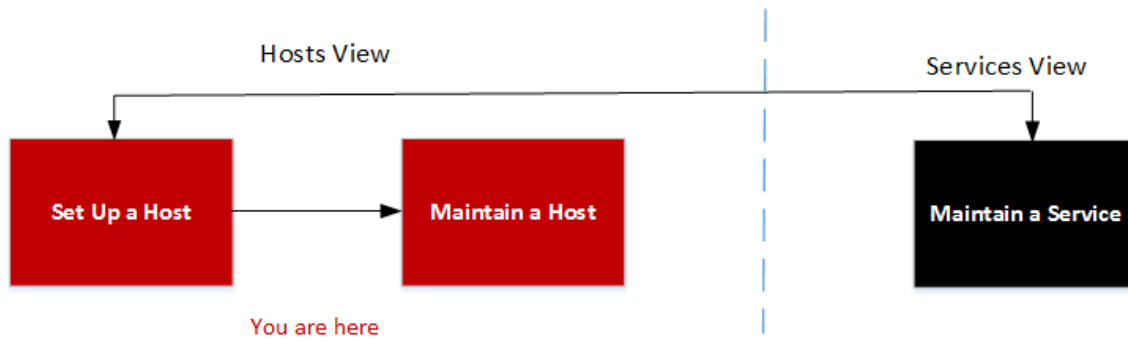 Hosts View
Services View
Set Up a Host
Maintain a Host
Maintain a Service
You are here